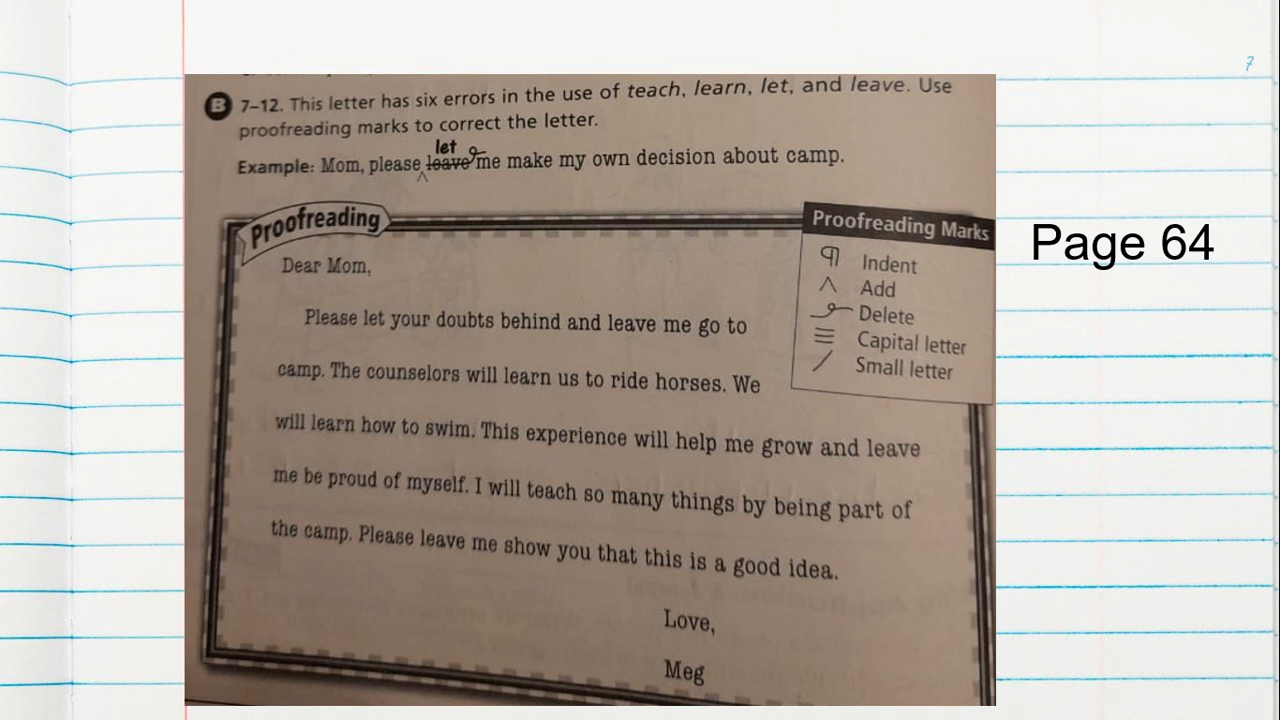 7
B 7–12. This letter has six errors in the use of teach, learn, let, and leave. Use
proofreading marks to correct the letter.
let
Example: Mom, please leave me make my own decision about camp.
Proofreading
Dear Mom,
Please let your doubts behind and leave me go to
camp. The counselors will learn us to ride horses. We
will learn how to swim. This experience will help me grow and leave
me be proud of myself. I will teach so many things by being part of
the camp. Please leave me show you that this is a good idea.
Love,
Meg
Proofreading Marks
¶ Indent
^ Add
Delete
≡ Capital letter
/ Small letter
Page 64